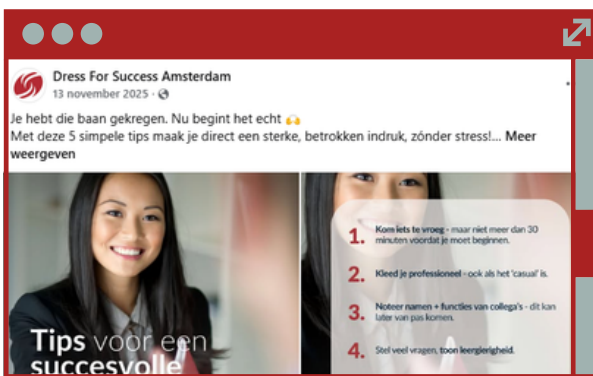 Dress For Success Amsterdam
13 november 2025 ·
Je hebt die baan gekregen. Nu begint het echt 🙌
Met deze 5 simpele tips maak je direct een sterke, betrokken indruk, zónder stress!... Meer
weergeven
Tips voor een
succesvolle
1. Kom iets te vroeg - maar niet meer dan 30
minuten voordat je moet beginnen.
2. Kleed je professioneel - ook als het 'casual' is.
3. Noteer namen + functies van collega's - dit kan
later van pas komen.
4. Stel veel vragen, toon leergierigheid.